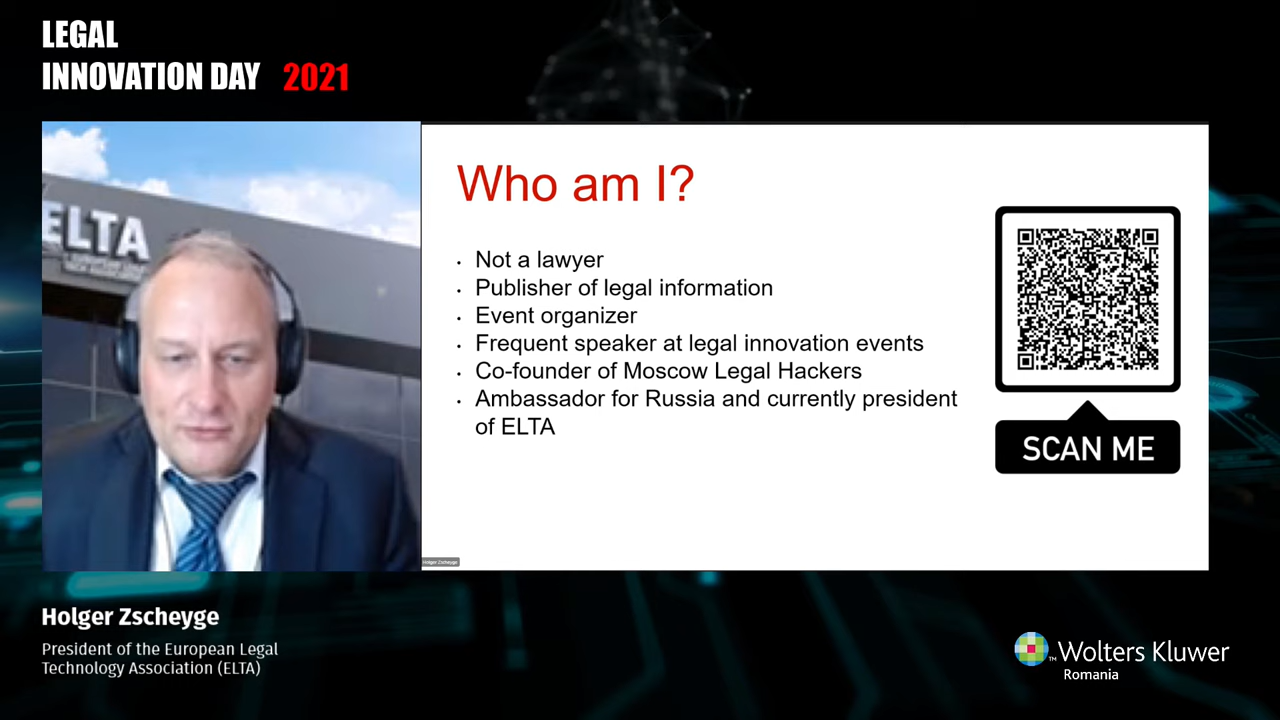 LEGAL
INNOVATION DAY 2021
ELTA
Who am I?
Not a lawyer
Publisher of legal information
Event organizer
Frequent speaker at legal innovation events
Co-founder of Moscow Legal Hackers
Ambassador for Russia and currently president
of ELTA
SCAN ME
Holger Zscheyge
Holger Zscheyge
President of the European Legal
Technology Association (ELTA)
Wolters Kluwer
Romania